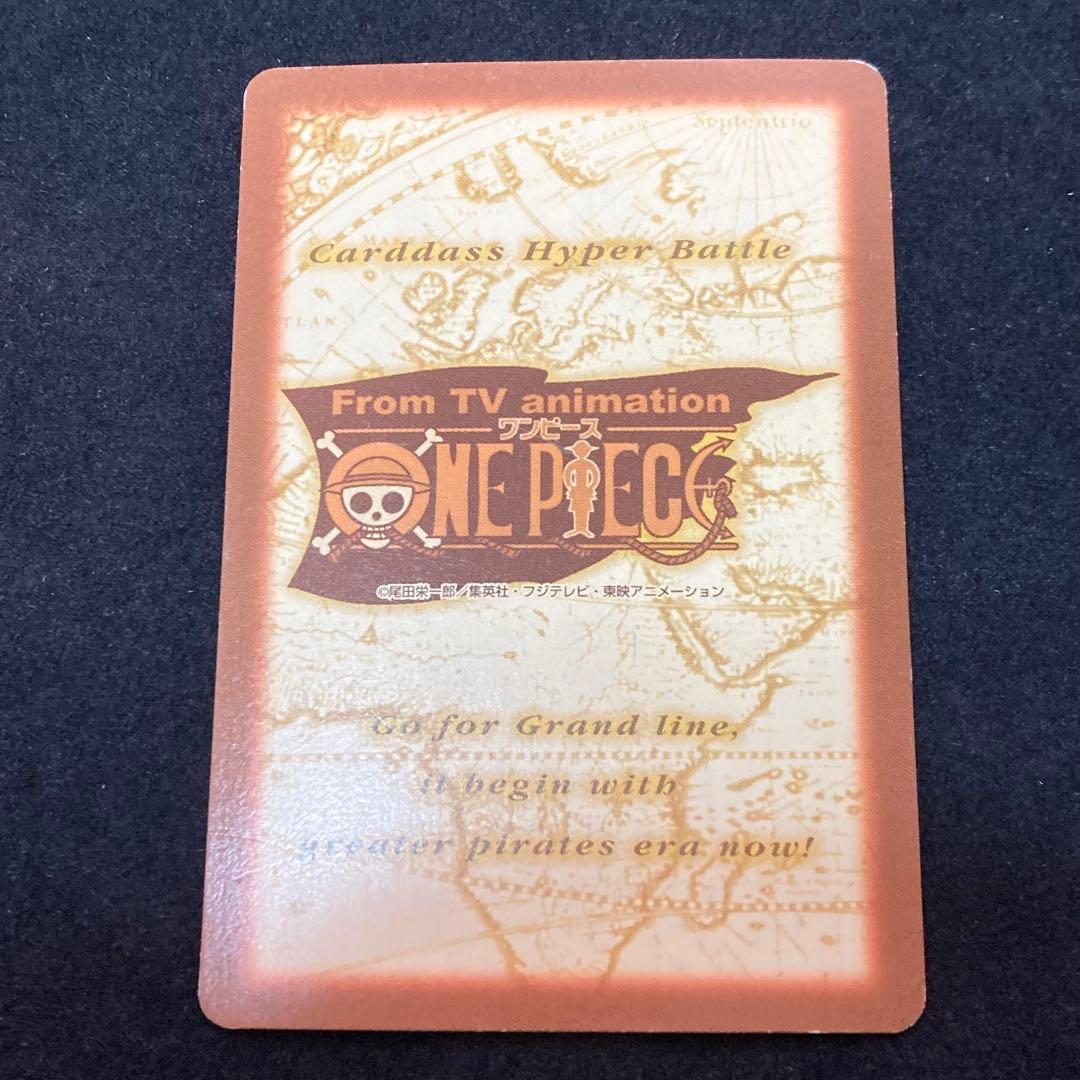 Septentrio
Carddass Hyper Battle
TLAN
From TV animation
ワンピース
ONE PIECE
©尾田栄一郎／集英社・フジテレビ・東映アニメーション
Go for Grand line,
it begin with
greater pirates era now!